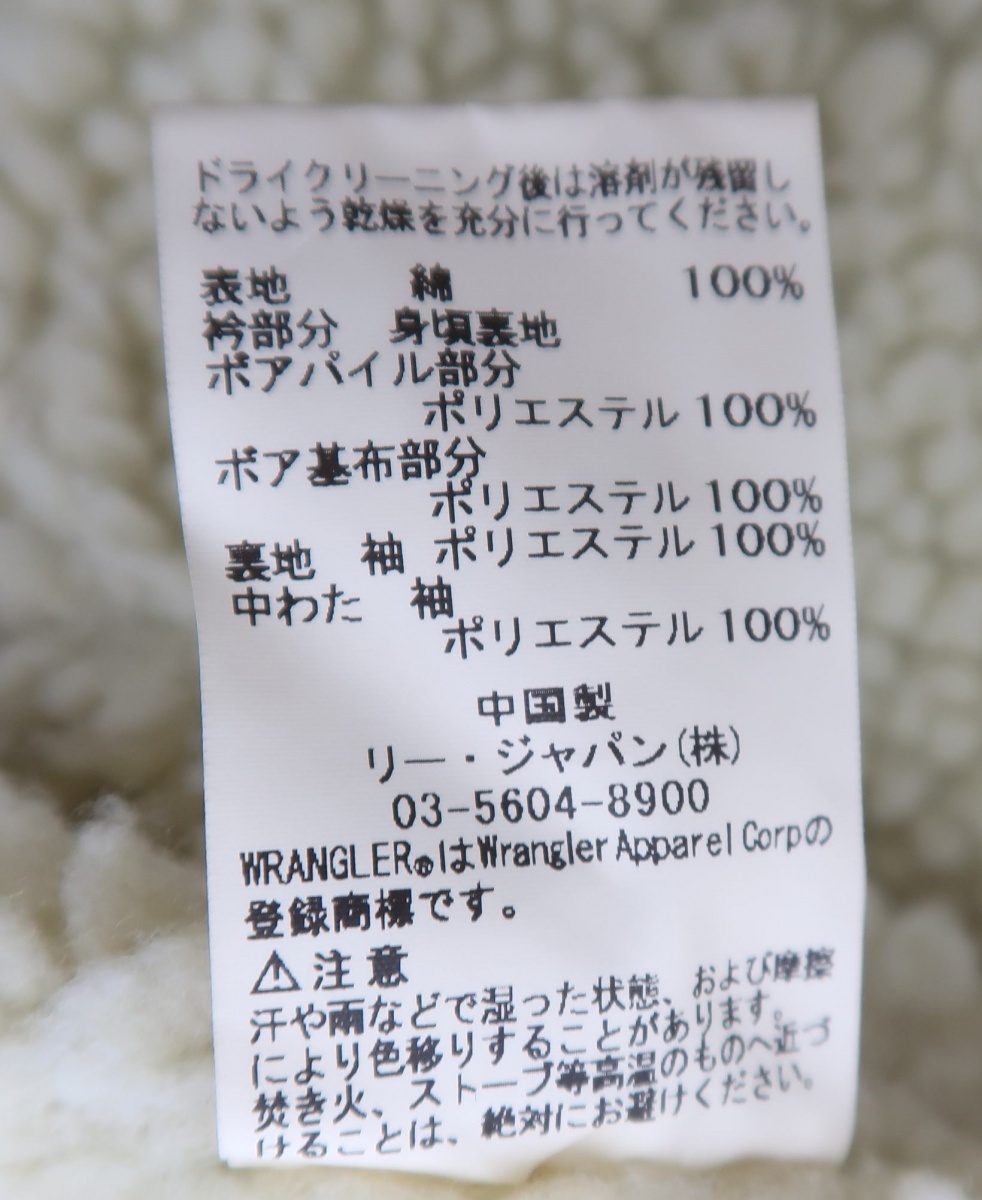 ドライクリーニング後は溶剤が残留し
ないよう乾燥を充分に行ってください。
表地 綿 100%
衿部分 身頃裏地
ボアパイル部分
ポリエステル 100%
ボア基布部分
ポリエステル 100%
裏地 袖 ポリエステル 100%
中わた 袖
ポリエステル 100%
中国製
リー・ジャパン(株)
03-5604-8900
WRANGLER®はWrangler Apparel Corpの
登録商標です。
⚠注意
汗や雨などで湿った状態、および摩擦
により色移りすることがあります。
焚き火、ストーブ等高温のものへ近づ
けることは、絶対にお避けください。